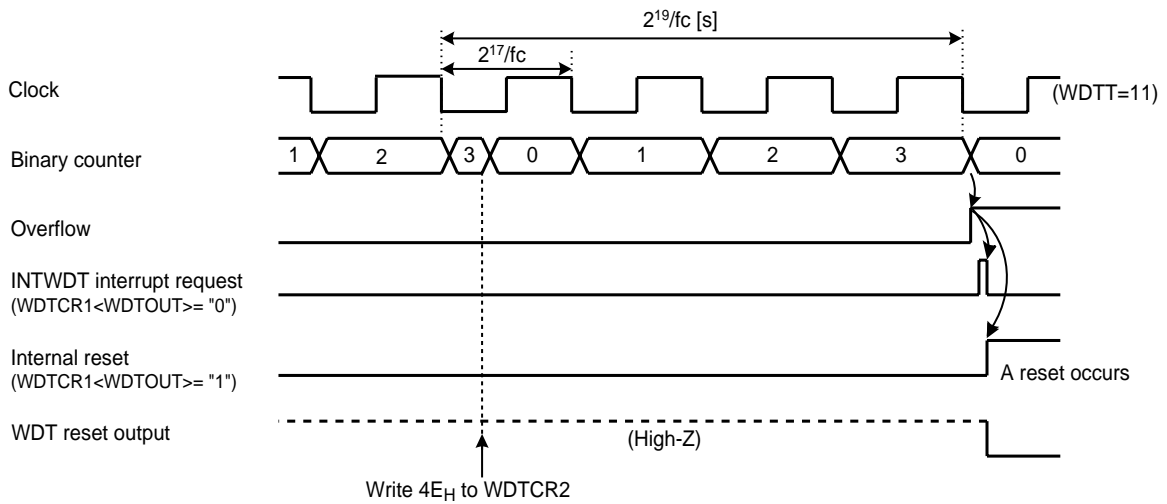 2¹⁹/fc [s]
2¹⁷/fc
Clock
(WDTT=11)
Binary counter
1 2 3 0 1 2 3 0
Overflow
INTWDT interrupt request
(WDTCR1<WDTOUT>= "0")
Internal reset
(WDTCR1<WDTOUT>= "1")
A reset occurs
WDT reset output
(High-Z)
Write 4E_H to WDTCR2